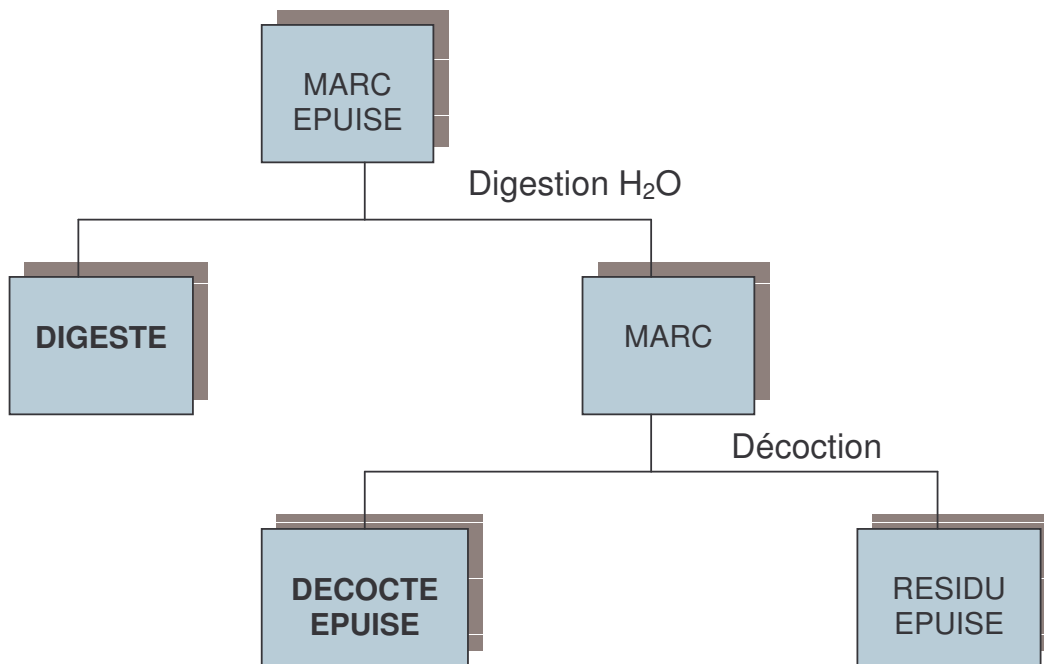 MARC
EPUISE
Digestion H₂O
DIGESTE
MARC
Décoction
DECOCTE
EPUISE
RESIDU
EPUISE